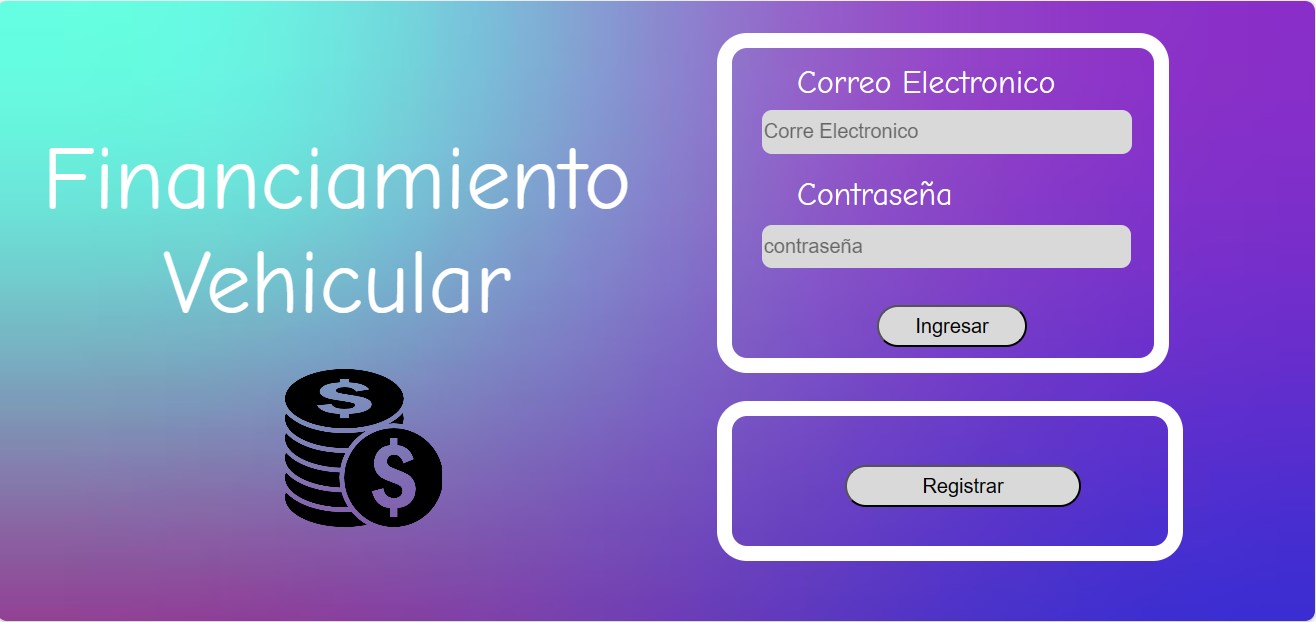 Financiamiento
Vehicular
$
$
Correo Electronico
Corre Electronico
Contraseña
contraseña
Ingresar
Registrar